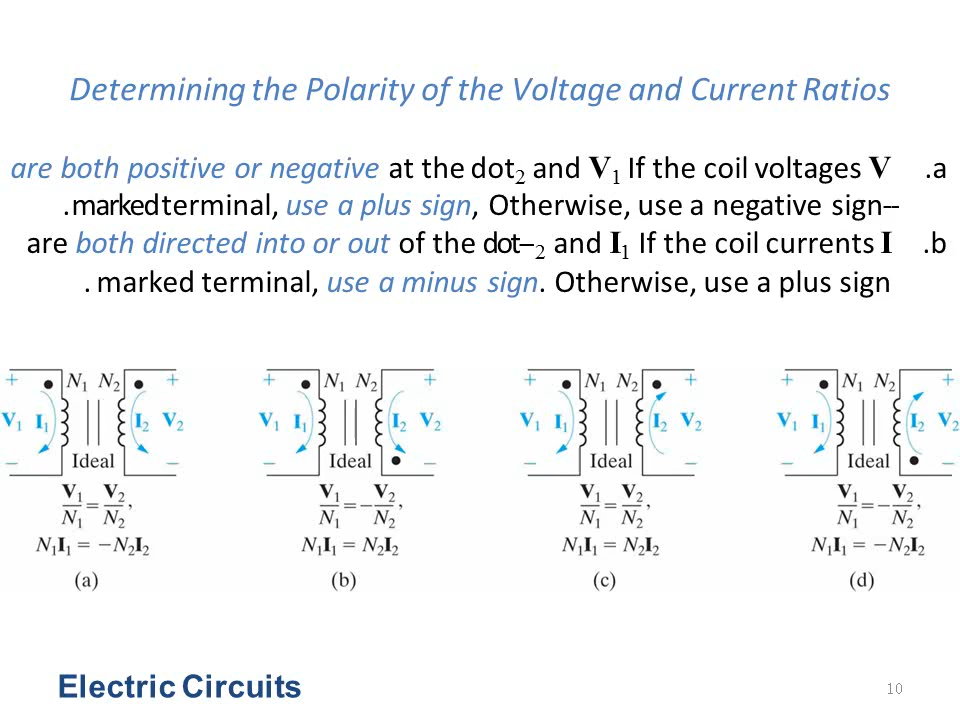 Determining the Polarity of the Voltage and Current Ratios
are both positive or negative at the dot₂ and V₁ If the coil voltages V .a
.markedterminal, use a plus sign, Otherwise, use a negative sign--
are both directed into or out of the dot–₂ and I₁ If the coil currents I .b
. marked terminal, use a minus sign. Otherwise, use a plus sign
+ N₁ N₂ +
V₁ I₁ I₂ V₂
– Ideal –
V₁/N₁ = V₂/N₂,
N₁I₁ = −N₂I₂
(a)
+ N₁ N₂ +
V₁ I₁ I₂ V₂
– Ideal –
V₁/N₁ = −V₂/N₂,
N₁I₁ = N₂I₂
(b)
+ N₁ N₂ +
V₁ I₁ I₂ V₂
– Ideal –
V₁/N₁ = V₂/N₂,
N₁I₁ = N₂I₂
(c)
+ N₁ N₂ +
V₁ I₁ I₂ V₂
– Ideal –
V₁/N₁ = −V₂/N₂,
N₁I₁ = −N₂I₂
(d)
Electric Circuits
10